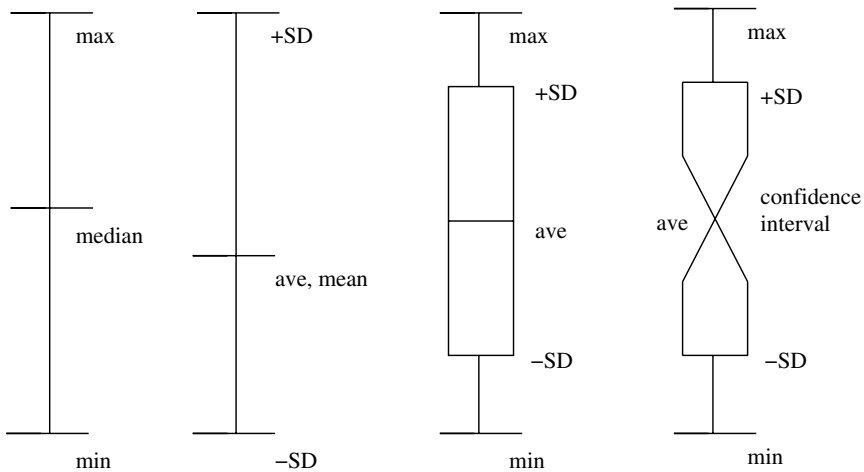 max
+SD
max
max
+SD
+SD
confidence
interval
median
ave
ave
ave, mean
−SD
−SD
min
−SD
min
min